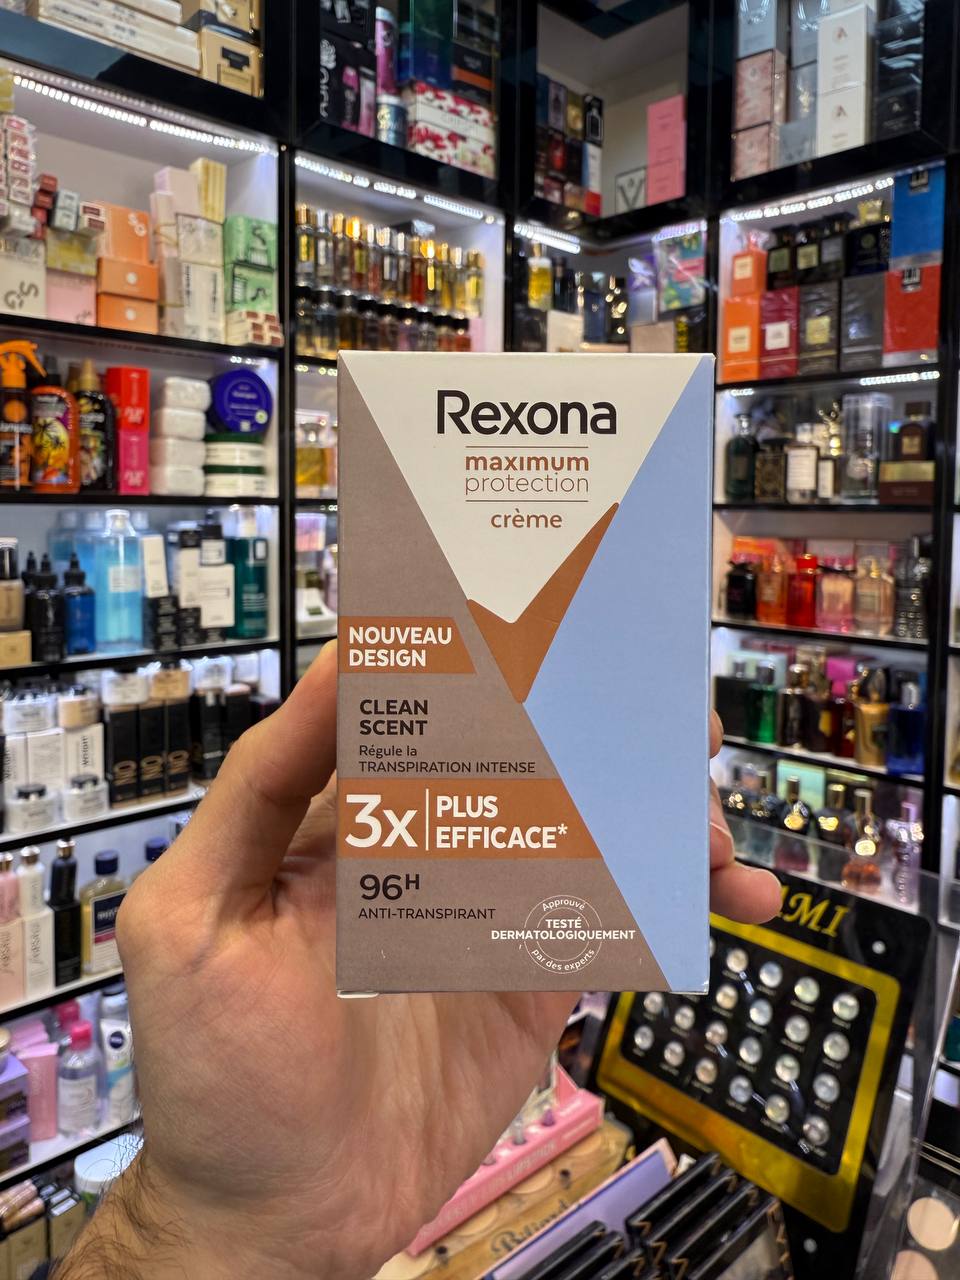 Rexona
maximum
protection
crème
NOUVEAU
DESIGN
CLEAN
SCENT
Régule la
TRANSPIRATION INTENSE
3x PLUS
EFFICACE*
96H
ANTI-TRANSPIRANT
Approuvé
TESTÉ
DERMATOLOGIQUEMENT
par des experts